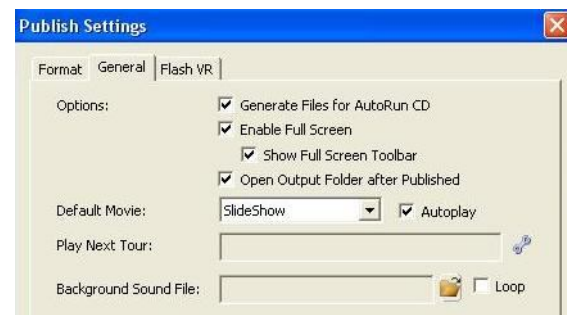 Publish Settings
Format General Flash VR
Options: Generate Files for AutoRun CD
Enable Full Screen
Show Full Screen Toolbar
Open Output Folder after Published
Default Movie: SlideShow Autoplay
Play Next Tour:
Background Sound File: Loop